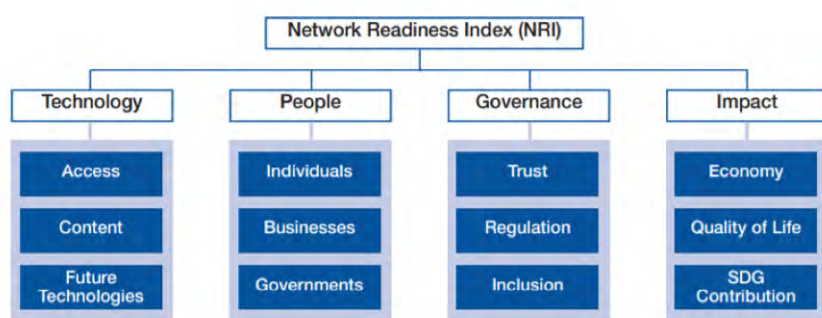 Network Readiness Index (NRI)
Technology
People
Governance
Impact
Access
Individuals
Trust
Economy
Content
Businesses
Regulation
Quality of Life
Future
Technologies
Governments
Inclusion
SDG
Contribution